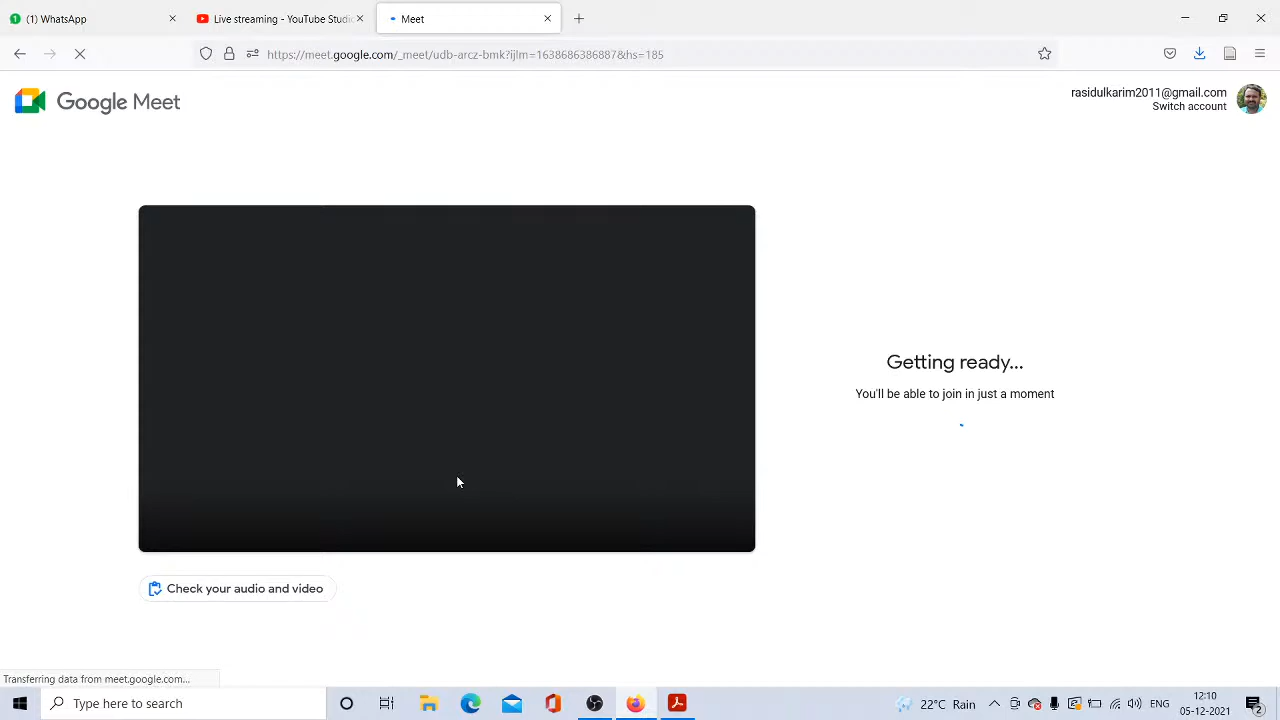 (1) WhatsApp
Live streaming - YouTube Studio
Meet
https://meet.google.com/_meet/udb-arcz-bmk?ijlm=1638686386887&hs=185
Google Meet
rasidulkarim2011@gmail.com
Switch account
Getting ready...
You'll be able to join in just a moment
Check your audio and video
Transferring data from meet.google.com...
Type here to search
22°C Rain
ENG
12:10
05-12-2021
2